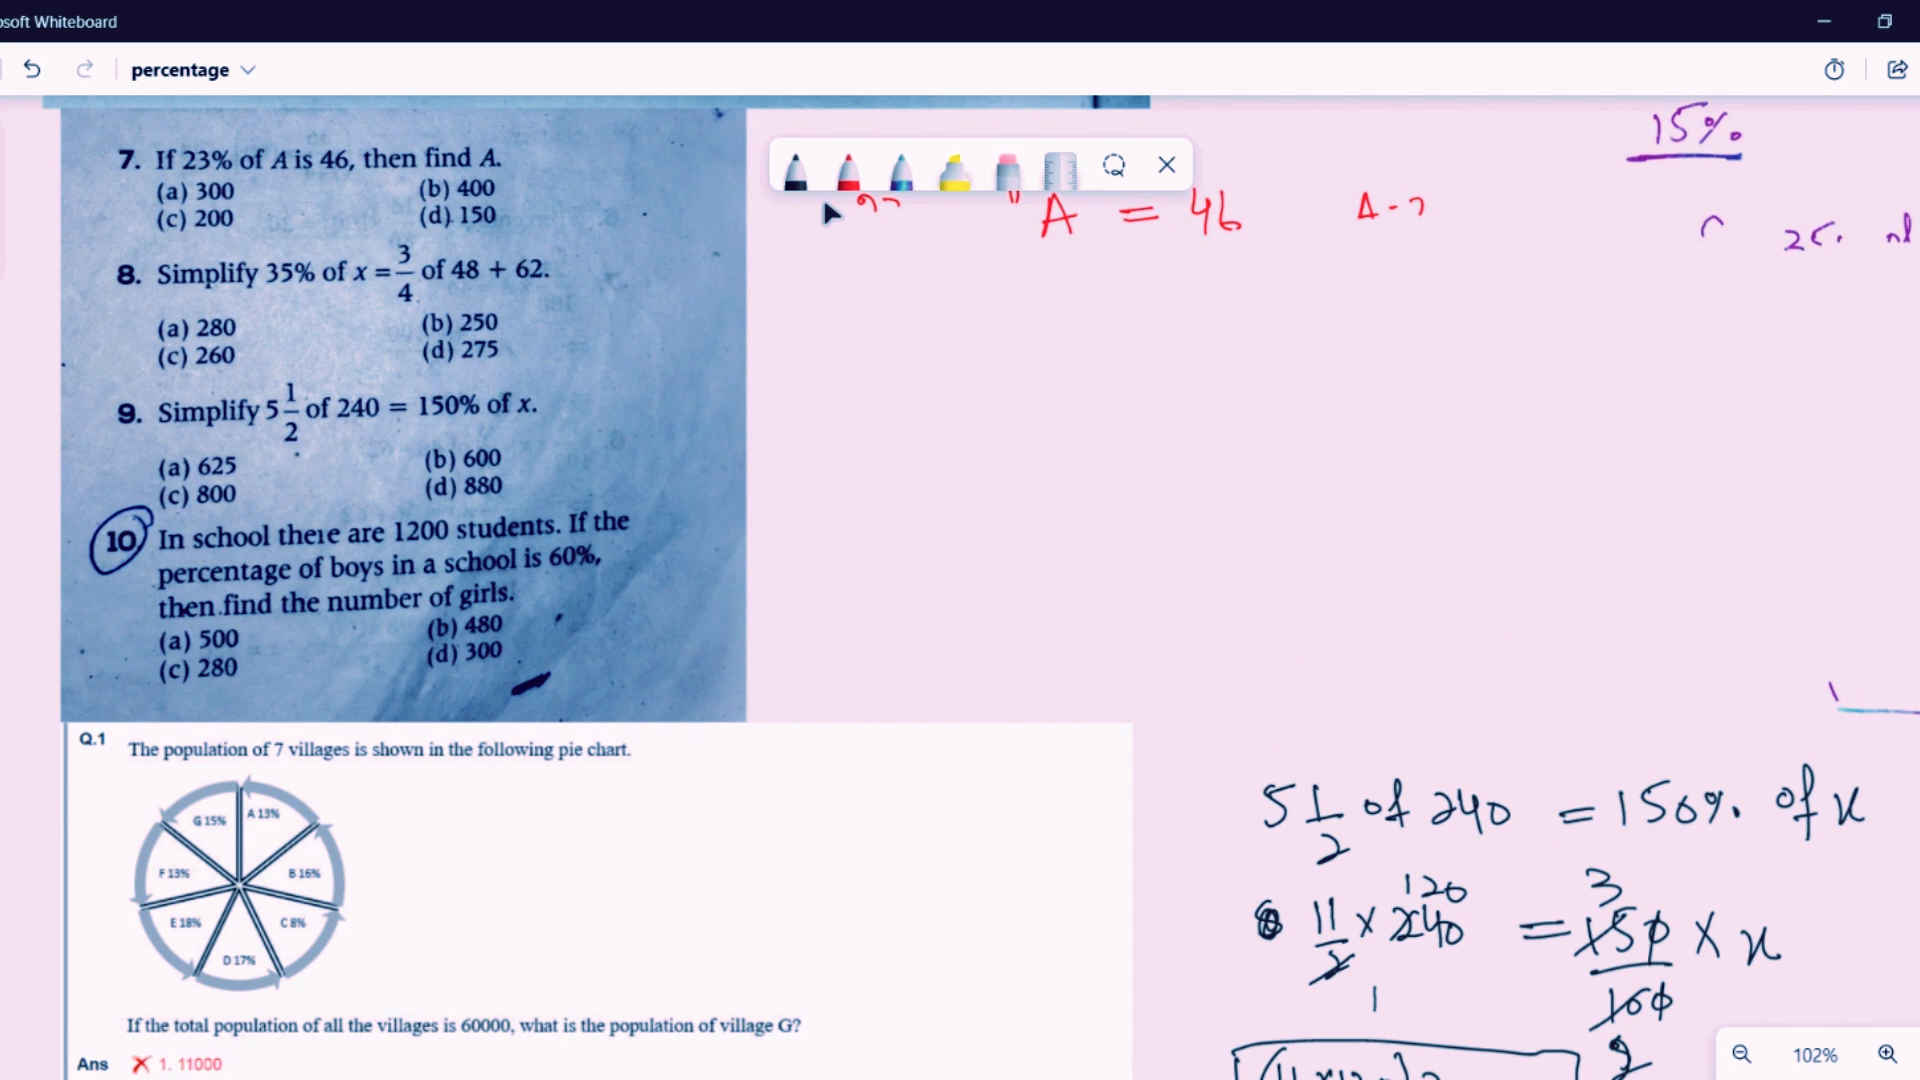 osoft Whiteboard
percentage
7. If 23% of A is 46, then find A.
(a) 300 (b) 400
(c) 200 (d) 150
8. Simplify 35% of x = 3/4 of 48 + 62.
(a) 280 (b) 250
(c) 260 (d) 275
9. Simplify 5 1/2 of 240 = 150% of x.
(a) 625 (b) 600
(c) 800 (d) 880
10. In school there are 1200 students. If the
percentage of boys in a school is 60%,
then find the number of girls.
(a) 500 (b) 480
(c) 280 (d) 300
15%
A = 46
Q.1 The population of 7 villages is shown in the following pie chart.
G 15% A 13%
F 13% B 16%
E 18% C 8%
D 17%
If the total population of all the villages is 60000, what is the population of village G?
Ans 1. 11000
5 1/2 of 240 = 150% of x
120 3
11/2 × 240 = 150/100 × x
1
2
102%